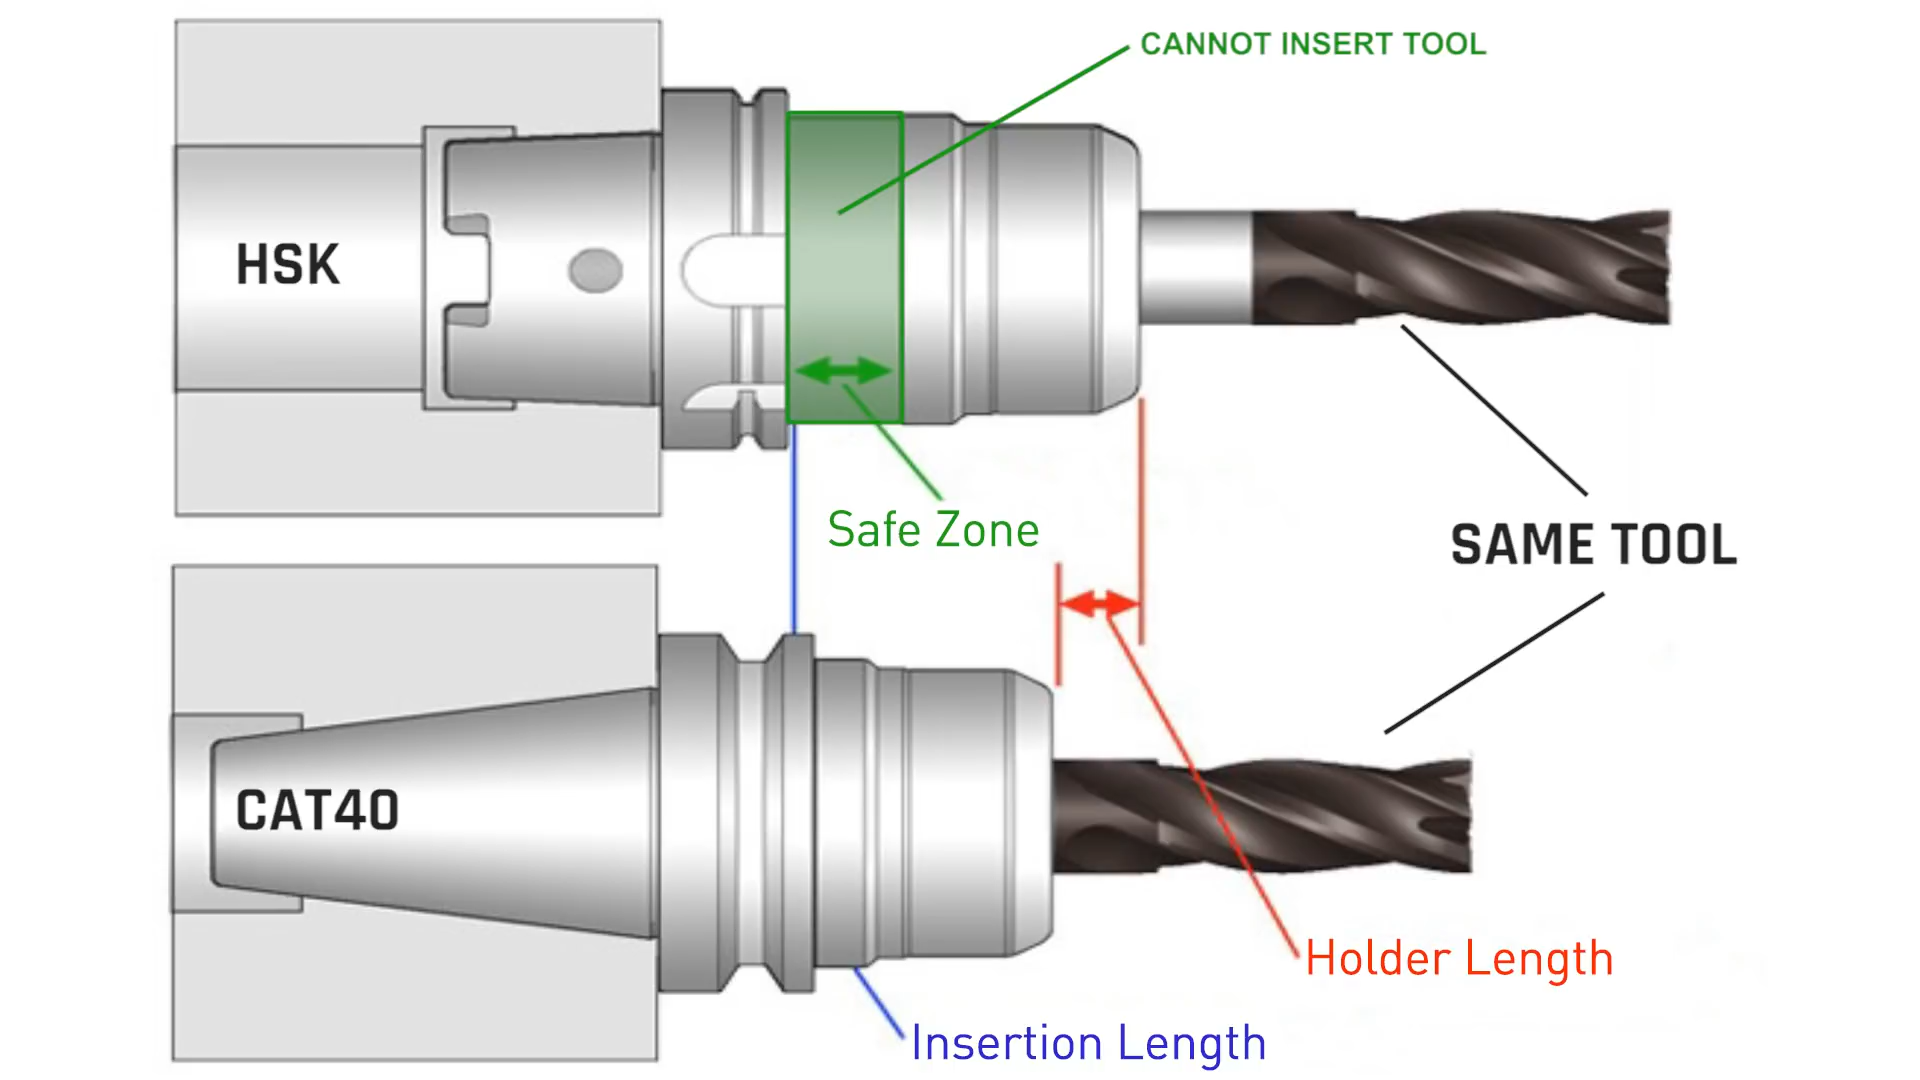 CANNOT INSERT TOOL
HSK
Safe Zone
SAME TOOL
CAT40
Holder Length
Insertion Length